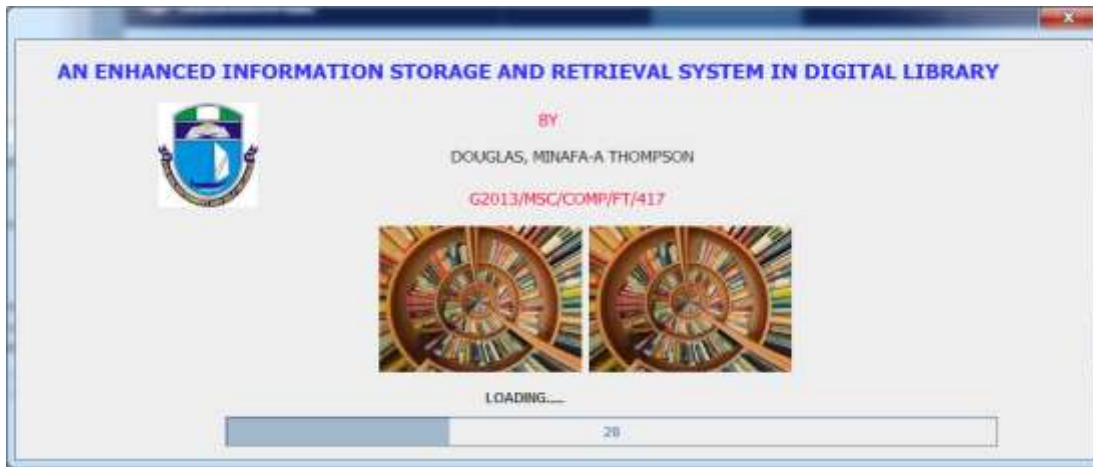 AN ENHANCED INFORMATION STORAGE AND RETRIEVAL SYSTEM IN DIGITAL LIBRARY
BY
DOUGLAS, MINAFA-A THOMPSON
G2013/MSC/COMP/FT/417
LOADING.....
28